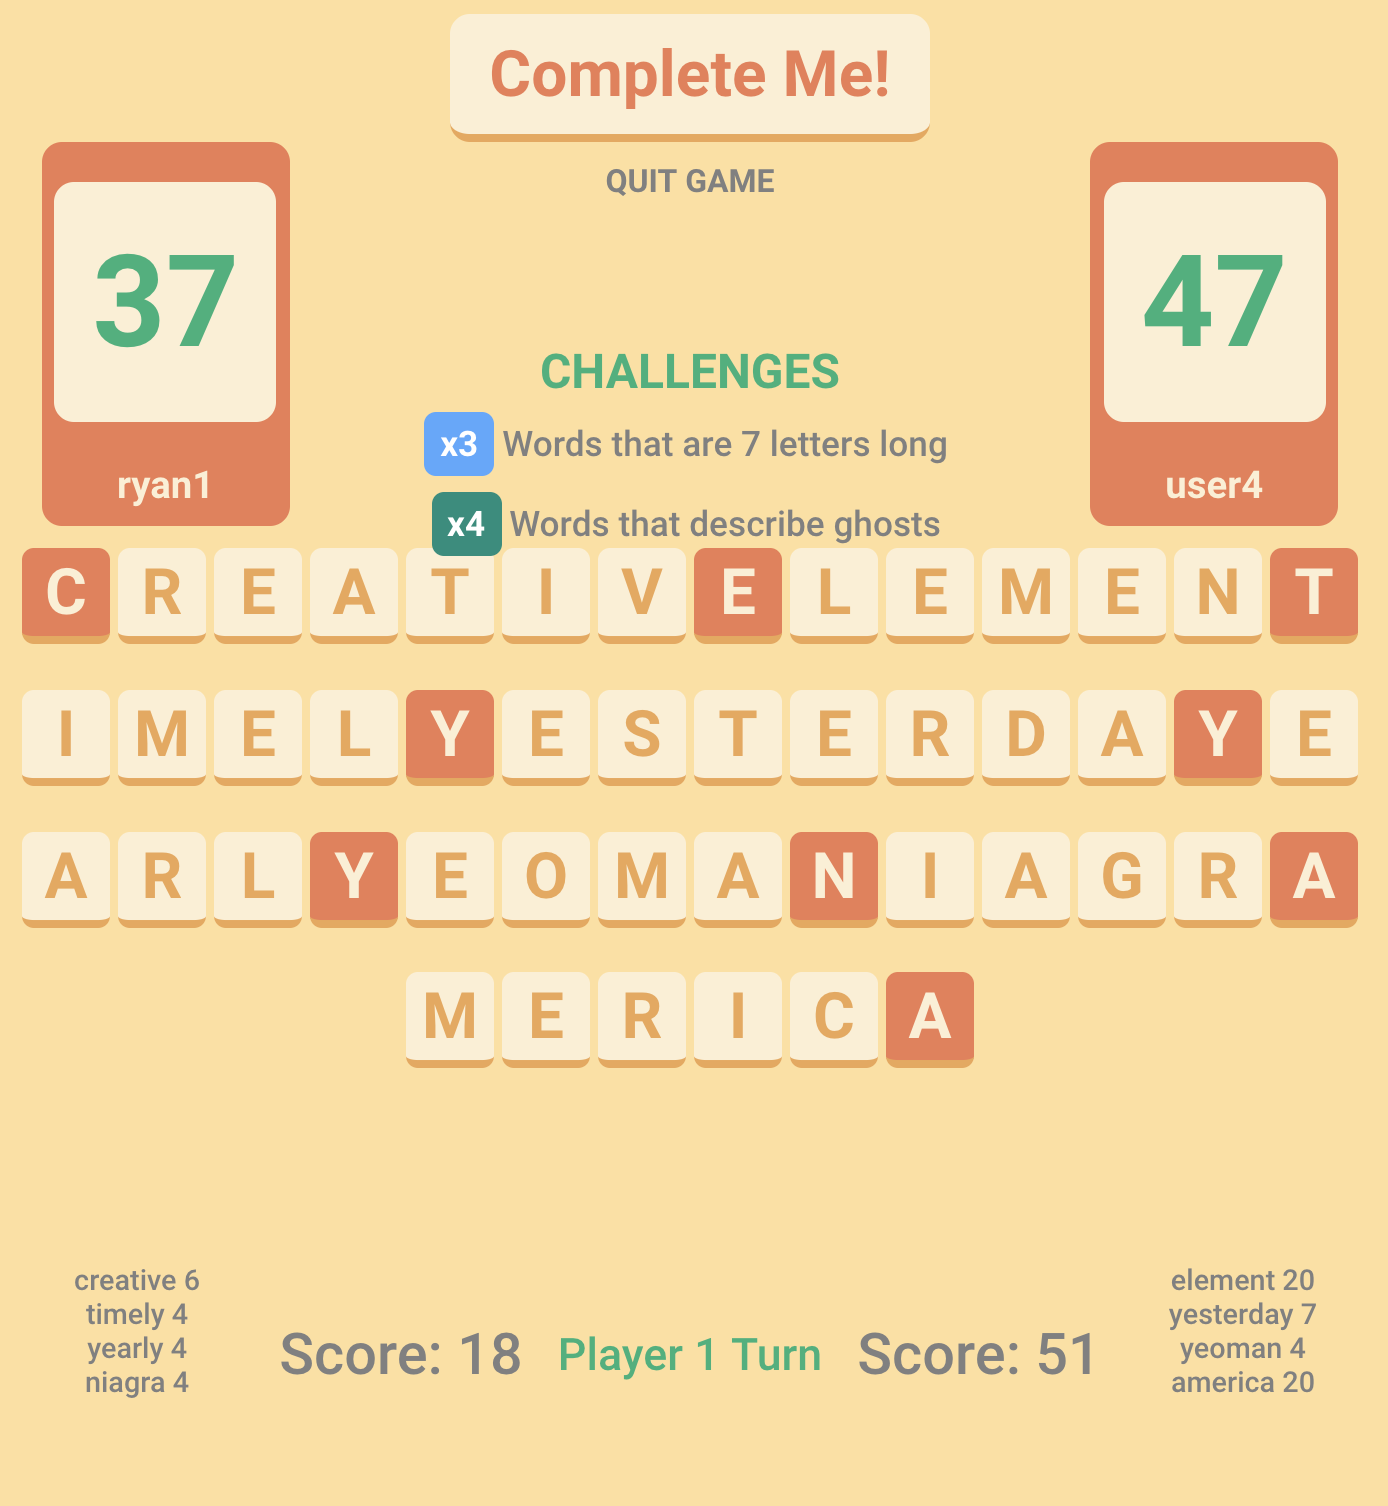 Complete Me!
QUIT GAME
37
ryan1
47
user4
CHALLENGES
x3 Words that are 7 letters long
x4 Words that describe ghosts
C R E A T I V E L E M E N T
I M E L Y E S T E R D A Y E
A R L Y E O M A N I A G R A
M E R I C A
creative 6
timely 4
yearly 4
niagra 4
Score: 18
Player 1 Turn
Score: 51
element 20
yesterday 7
yeoman 4
america 20